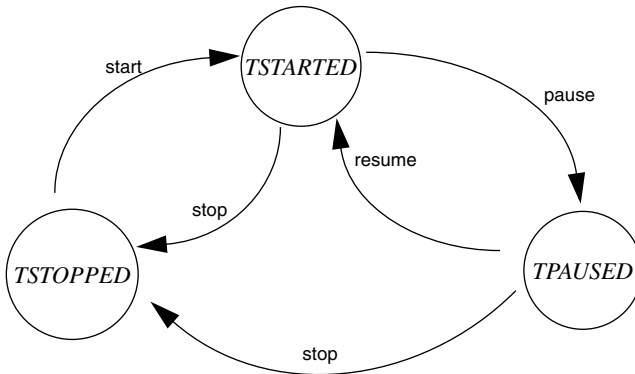 start
TSTARTED
pause
resume
stop
TSTOPPED
TPAUSED
stop